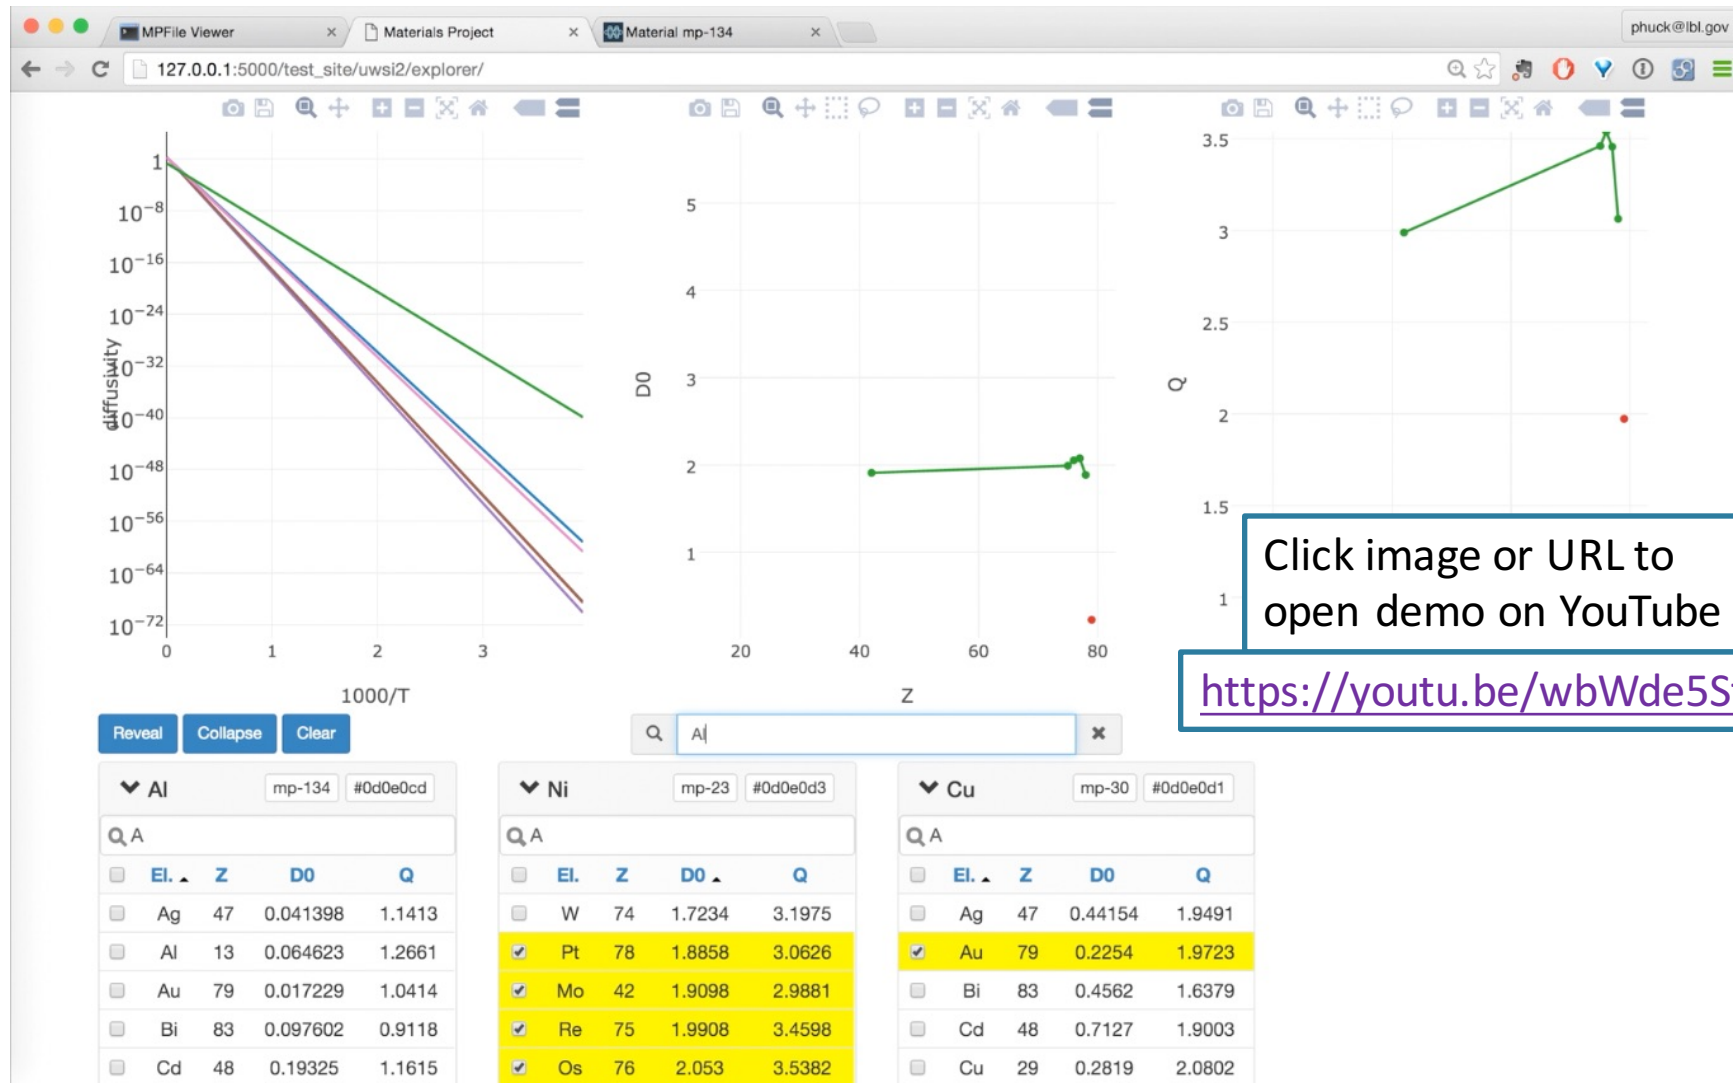 MPFile Viewer
Materials Project
Material mp-134
phuck@lbl.gov
127.0.0.1:5000/test_site/uwsi2/explorer/
1
10−8
10−16
10−24
10−32
10−40
10−48
10−56
10−64
10−72
diffusivity
0 1 2 3
1000/T
5
4
3
2
1
D0
20 40 60 80
Z
3.5
3
2.5
2
1.5
1
Q
Click image or URL to
open demo on YouTube
https://youtu.be/wbWde5S
Reveal Collapse Clear
Al
Al mp-134 #0d0e0cd
A
El. Z D0 Q
Ag 47 0.041398 1.1413
Al 13 0.064623 1.2661
Au 79 0.017229 1.0414
Bi 83 0.097602 0.9118
Cd 48 0.19325 1.1615
Ni mp-23 #0d0e0d3
A
El. Z D0 Q
W 74 1.7234 3.1975
Pt 78 1.8858 3.0626
Mo 42 1.9098 2.9881
Re 75 1.9908 3.4598
Os 76 2.053 3.5382
Cu mp-30 #0d0e0d1
A
El. Z D0 Q
Ag 47 0.44154 1.9491
Au 79 0.2254 1.9723
Bi 83 0.4562 1.6379
Cd 48 0.7127 1.9003
Cu 29 0.2819 2.0802